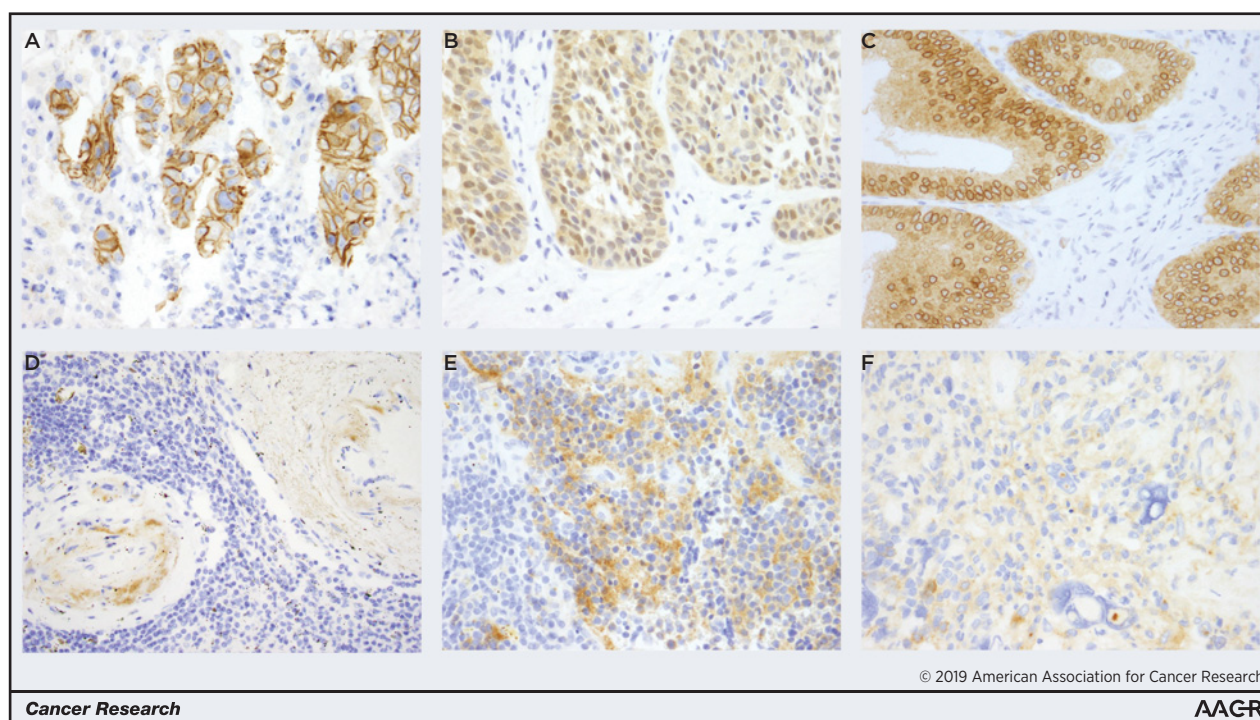 A B C
D E F
© 2019 American Association for Cancer Research
Cancer Research
AACR